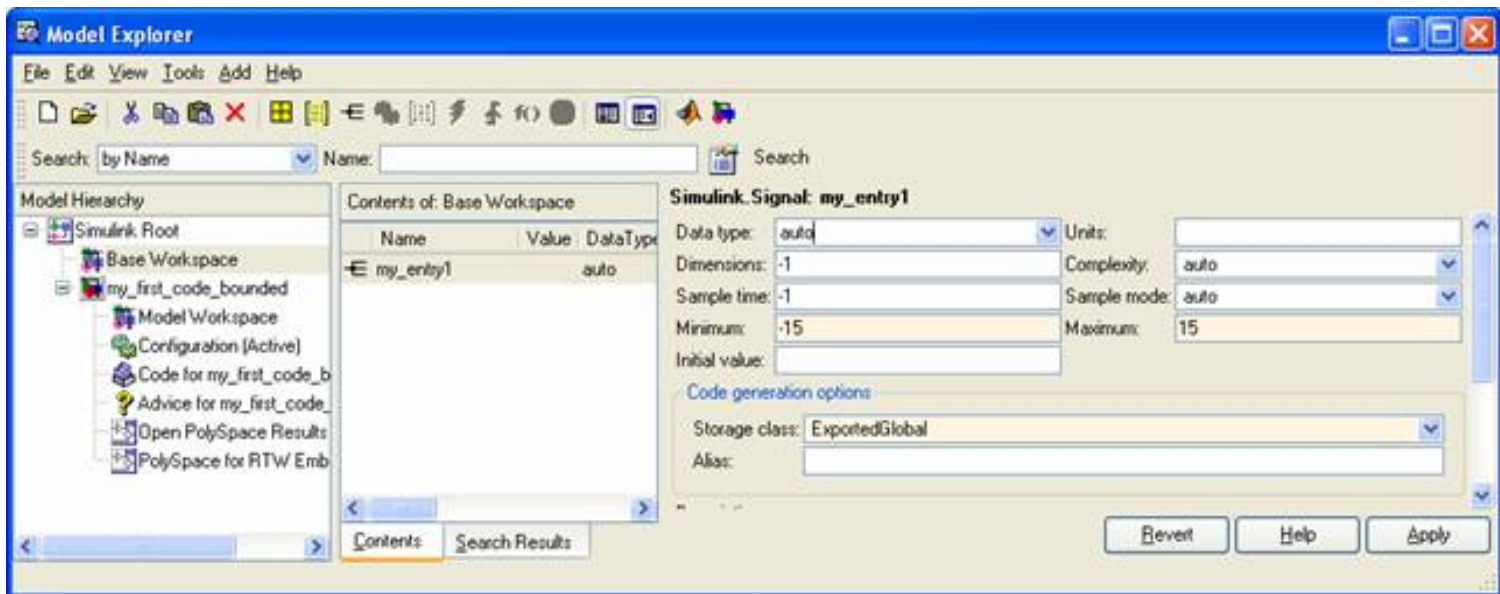 Model Explorer
File Edit View Tools Add Help
Search: by Name Name: Search
Model Hierarchy
Simulink Root
Base Workspace
my_first_code_bounded
Model Workspace
Configuration (Active)
Code for my_first_code_b
Advice for my_first_code_
Open PolySpace Results
PolySpace for RTW Emb
Contents of: Base Workspace
Name Value DataType
my_entry1 auto
Contents Search Results
Simulink.Signal: my_entry1
Data type: auto Units:
Dimensions: -1 Complexity: auto
Sample time: -1 Sample mode: auto
Minimum: -15 Maximum: 15
Initial value:
Code generation options
Storage class: ExportedGlobal
Alias:
Revert Help Apply